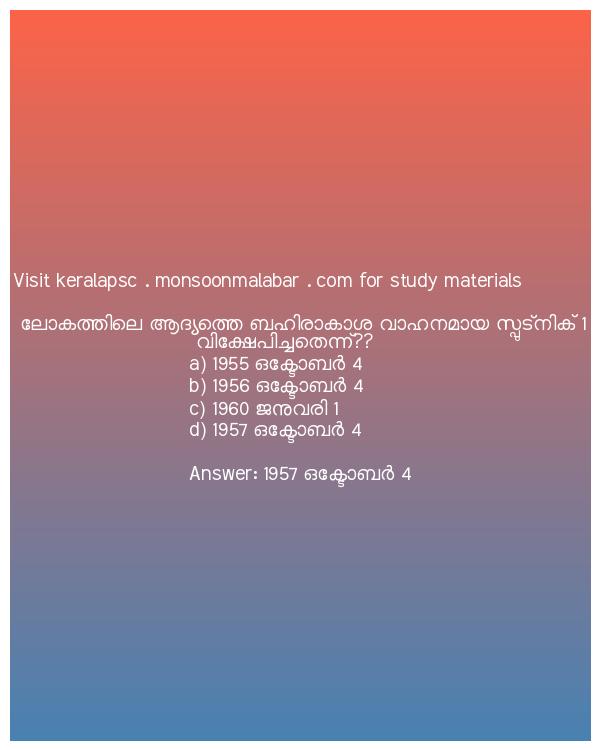 Visit keralapsc . monsoonmalabar . com for study materials
ലോകത്തിലെ ആദ്യത്തെ ബഹിരാകാശ വാഹനമായ സ്പുട്നിക് 1
വിക്ഷേപിച്ചതെന്ന്??
a) 1955 ഒക്ടോബർ 4
b) 1956 ഒക്ടോബർ 4
c) 1960 ജനുവരി 1
d) 1957 ഒക്ടോബർ 4
Answer: 1957 ഒക്ടോബർ 4